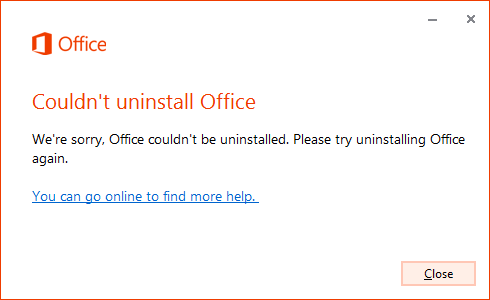 Office
Couldn't uninstall Office
We're sorry, Office couldn't be uninstalled. Please try uninstalling Office
again.
You can go online to find more help.
Close